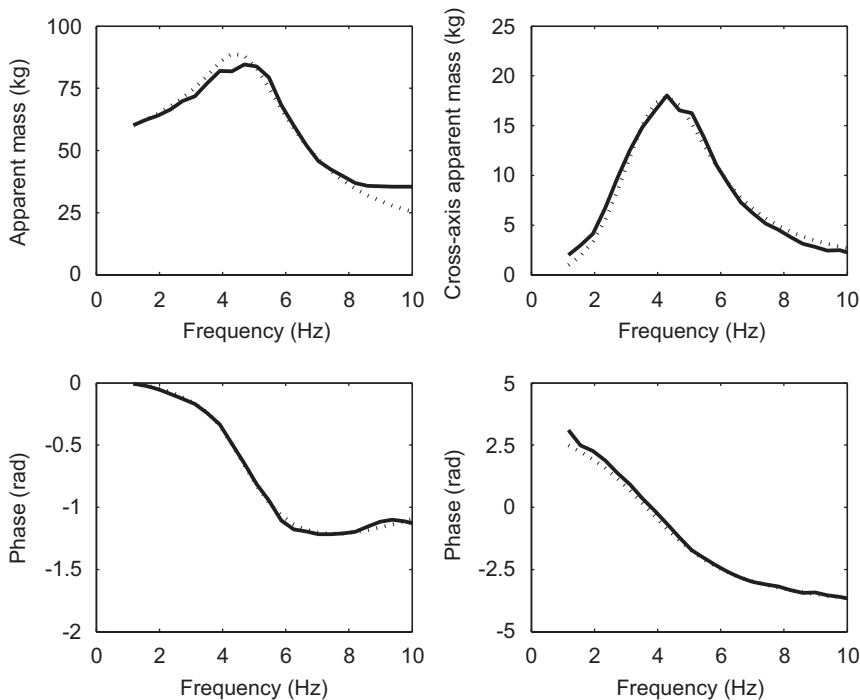 Apparent mass (kg)
100
75
50
25
0
0 2 4 6 8 10
Frequency (Hz)
Cross-axis apparent mass (kg)
25
20
15
10
5
0
0 2 4 6 8 10
Frequency (Hz)
Phase (rad)
0
-0.5
-1
-1.5
-2
0 2 4 6 8 10
Frequency (Hz)
Phase (rad)
5
2.5
0
-2.5
-5
0 2 4 6 8 10
Frequency (Hz)